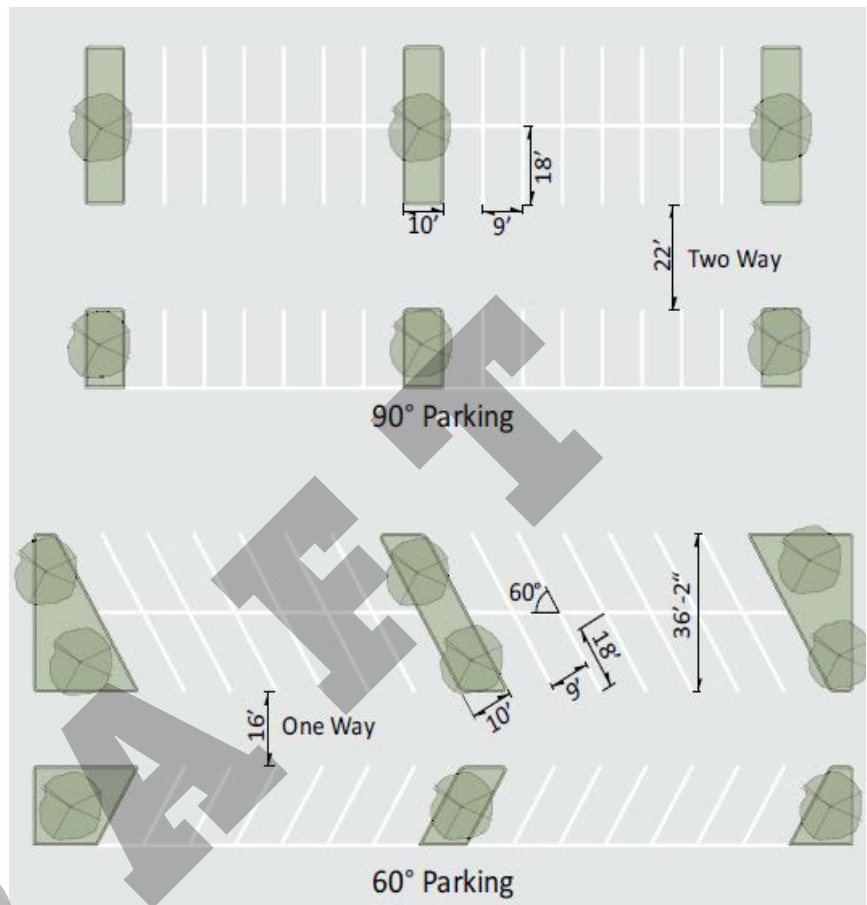 18’
10’
9’
22’
Two Way
90° Parking
60°
36’-2“
18’
9’
10’
16’
One Way
60° Parking
DRAFT